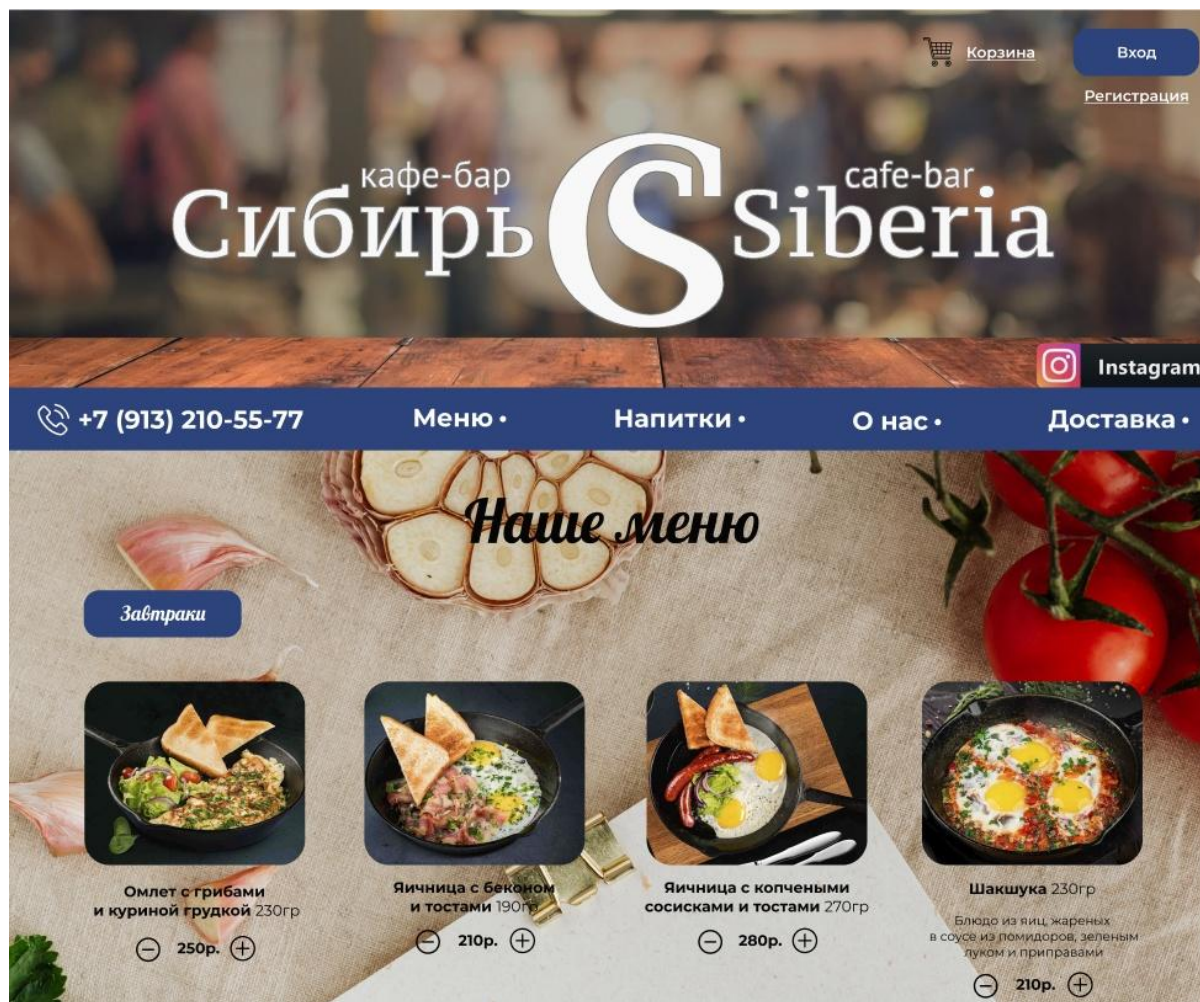 Корзина
Вход
Регистрация
кафе-бар
Сибирь
CS
cafe-bar
Siberia
Instagram
+7 (913) 210-55-77
Меню •
Напитки •
О нас •
Доставка •
Наше меню
Завтраки
Омлет с грибами
и куриной грудкой 230гр
250р.
Яичница с беконом
и тостами 190гр
210р.
Яичница с копчеными
сосисками и тостами 270гр
280р.
Шакшука 230гр
Блюдо из яиц, жареных
в соусе из помидоров, зеленым
луком и приправами
210р.